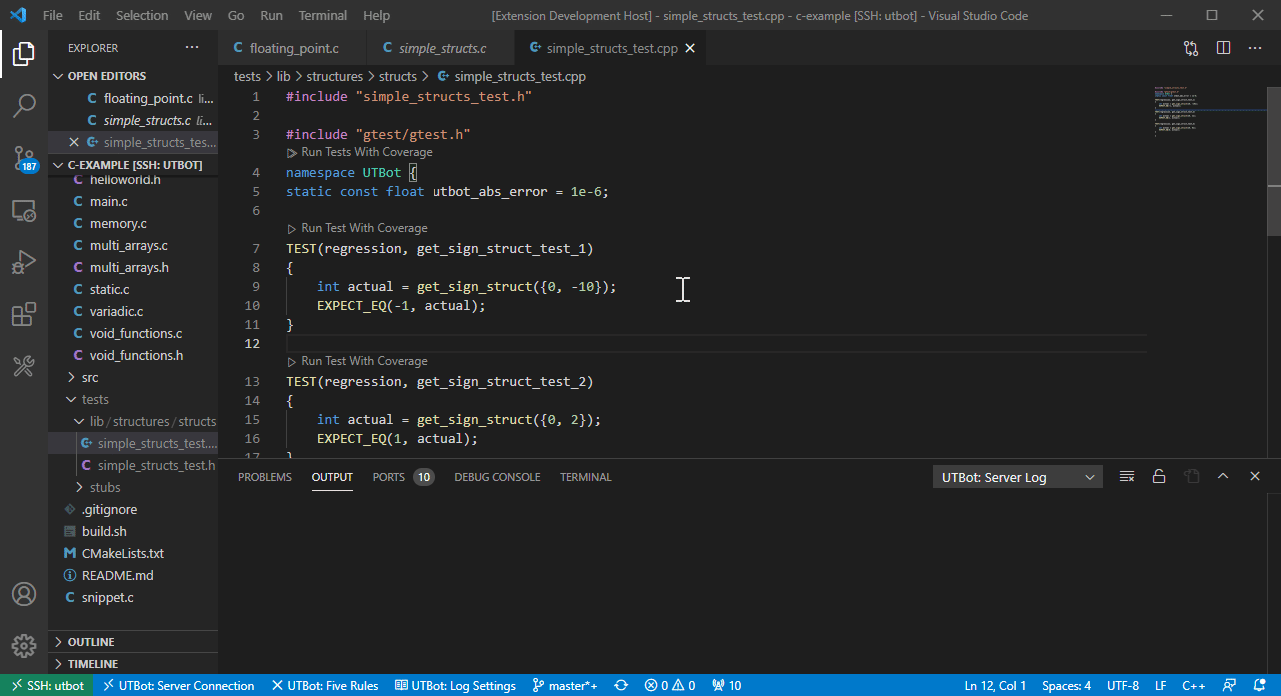 File Edit Selection View Go Run Terminal Help [Extension Development Host] - simple_structs_test.cpp - c-example [SSH: utbot] - Visual Studio Code
EXPLORER
OPEN EDITORS
C floating_point.c li...
C simple_structs.c li...
simple_structs_tes...
C-EXAMPLE [SSH: UTBOT]
C helloworld.h
C main.c
C memory.c
C multi_arrays.c
C multi_arrays.h
C static.c
C variadic.c
C void_functions.c
C void_functions.h
src
tests
lib / structures / structs
simple_structs_test....
C simple_structs_test.h
stubs
.gitignore
build.sh
M CMakeLists.txt
README.md
C snippet.c
OUTLINE
TIMELINE
187
C floating_point.c
C simple_structs.c
simple_structs_test.cpp
tests > lib > structures > structs > simple_structs_test.cpp
1 #include "simple_structs_test.h"
2
3 #include "gtest/gtest.h"
Run Tests With Coverage
4 namespace UTBot {
5 static const float utbot_abs_error = 1e-6;
6
Run Test With Coverage
7 TEST(regression, get_sign_struct_test_1)
8 {
9 int actual = get_sign_struct({0, -10});
10 EXPECT_EQ(-1, actual);
11 }
12
Run Test With Coverage
13 TEST(regression, get_sign_struct_test_2)
14 {
15 int actual = get_sign_struct({0, 2});
16 EXPECT_EQ(1, actual);
17 }
PROBLEMS OUTPUT PORTS 10 DEBUG CONSOLE TERMINAL UTBot: Server Log
SSH: utbot UTBot: Server Connection UTBot: Five Rules UTBot: Log Settings master*+ 0 0 10 Ln 12, Col 1 Spaces: 4 UTF-8 LF C++